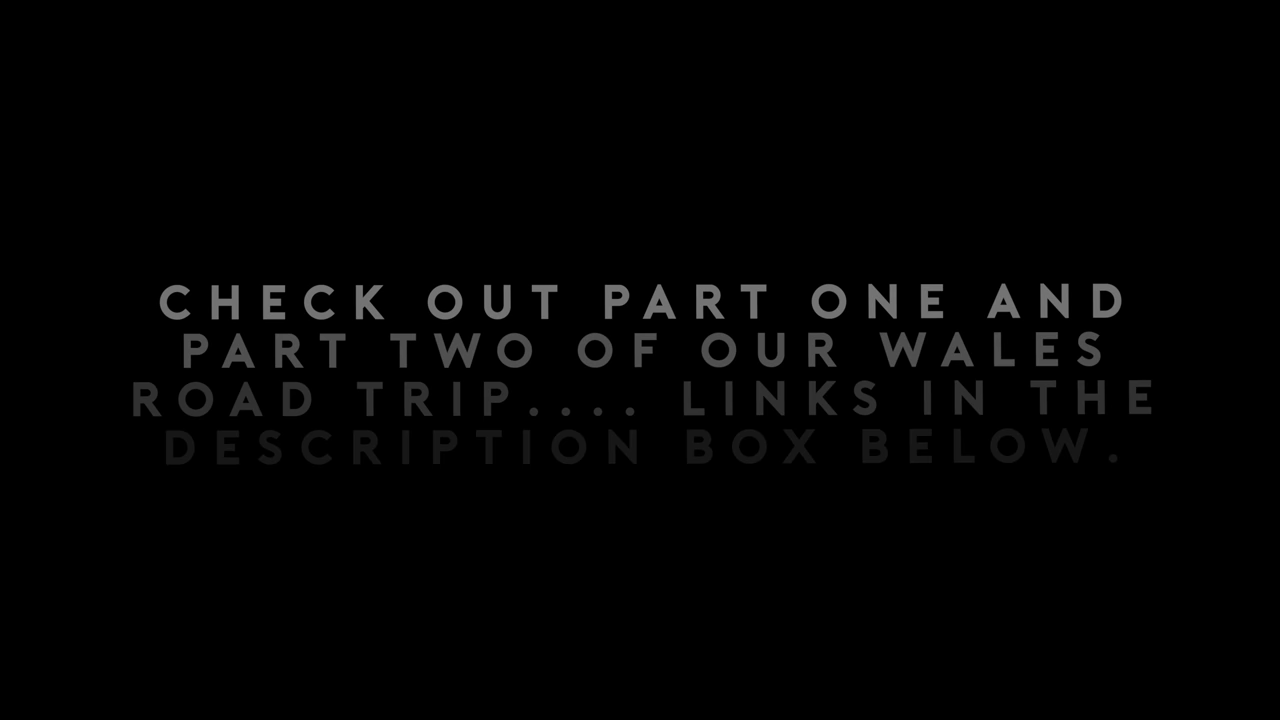 CHECK OUT PART ONE AND
PART TWO OF OUR WALES
ROAD TRIP.... LINKS IN THE
DESCRIPTION BOX BELOW.